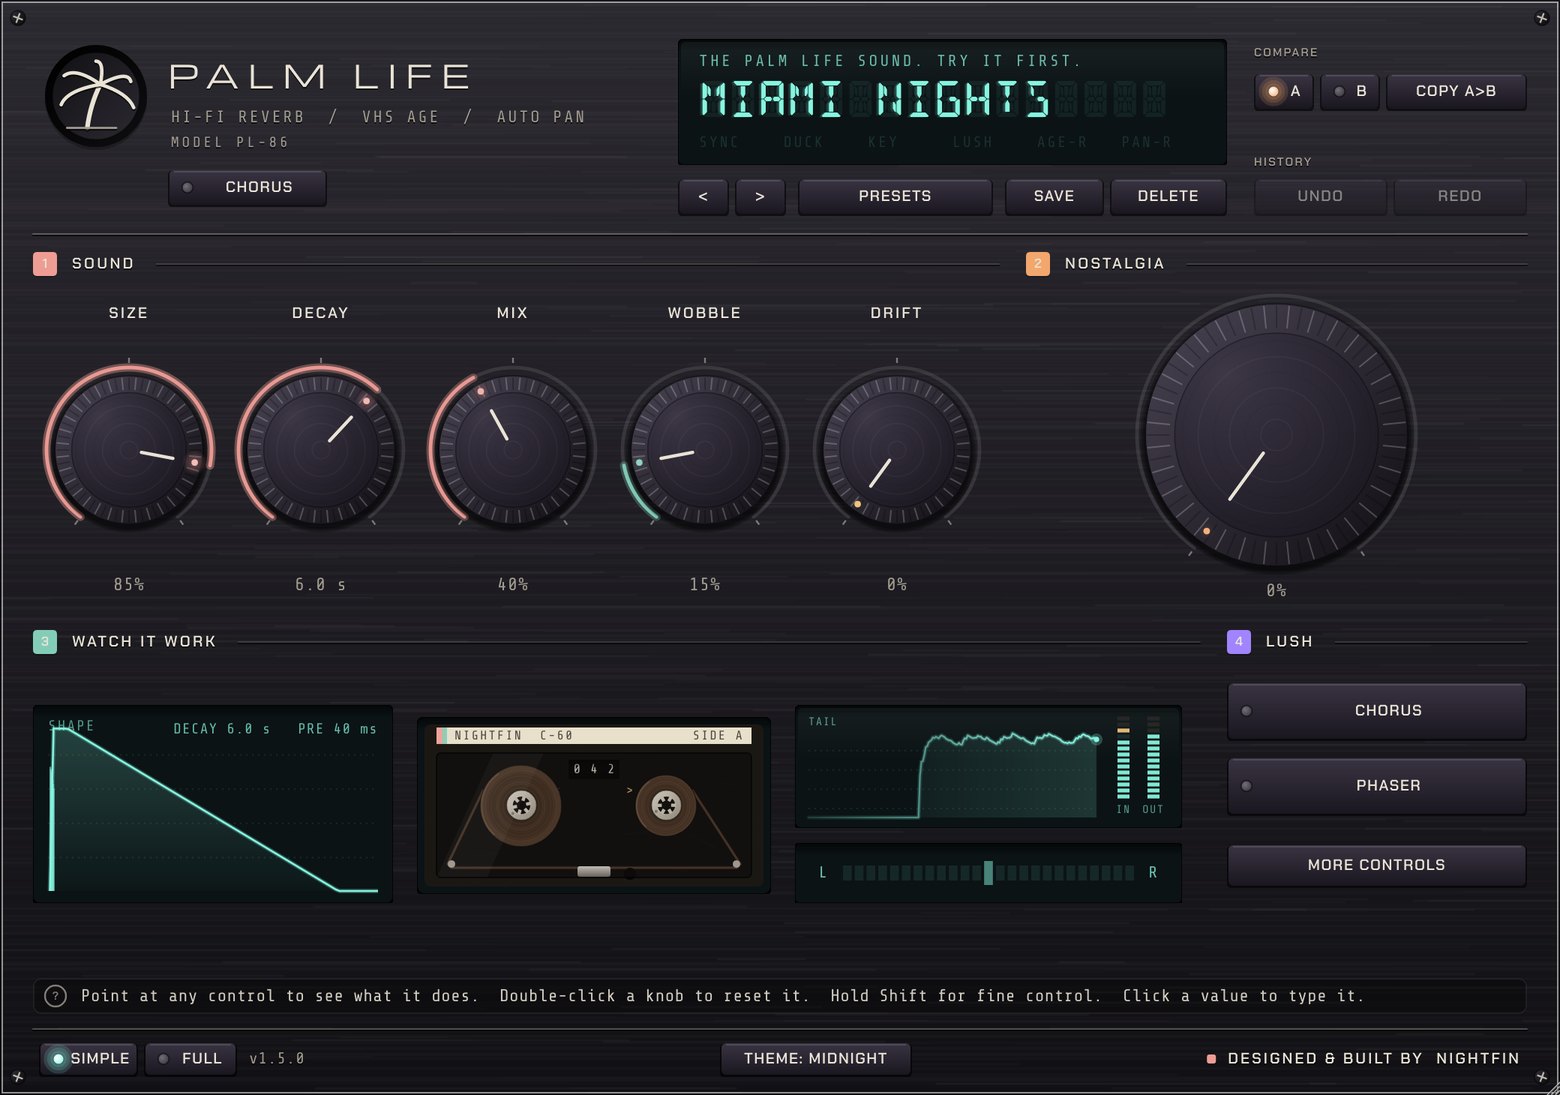 PALM LIFE
HI-FI REVERB / VHS AGE / AUTO PAN
MODEL PL-86
CHORUS
THE PALM LIFE SOUND. TRY IT FIRST.
MIAMI NIGHTS
SYNC DUCK KEY LUSH AGE-R PAN-R
< > PRESETS SAVE DELETE
COMPARE
A B COPY A>B
HISTORY
UNDO REDO
1 SOUND
2 NOSTALGIA
SIZE DECAY MIX WOBBLE DRIFT
85% 6.0 s 40% 15% 0%
0%
3 WATCH IT WORK
4 LUSH
SHAPE DECAY 6.0 s PRE 40 ms
NIGHTFIN C-60 SIDE A
0 4 2
>
TAIL
IN OUT
L R
CHORUS
PHASER
MORE CONTROLS
? Point at any control to see what it does. Double-click a knob to reset it. Hold Shift for fine control. Click a value to type it.
SIMPLE FULL v1.5.0
THEME: MIDNIGHT
DESIGNED & BUILT BY NIGHTFIN